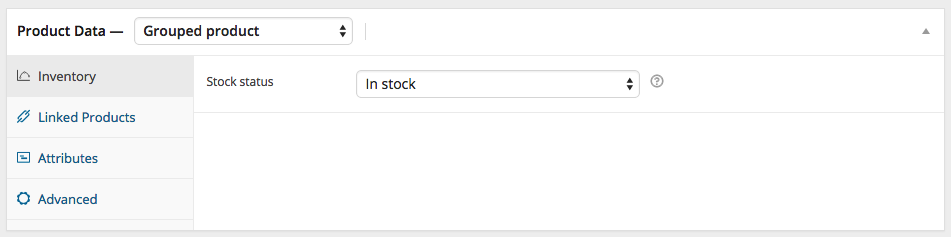 Product Data — Grouped product
Inventory
Stock status In stock ?
Linked Products
Attributes
Advanced